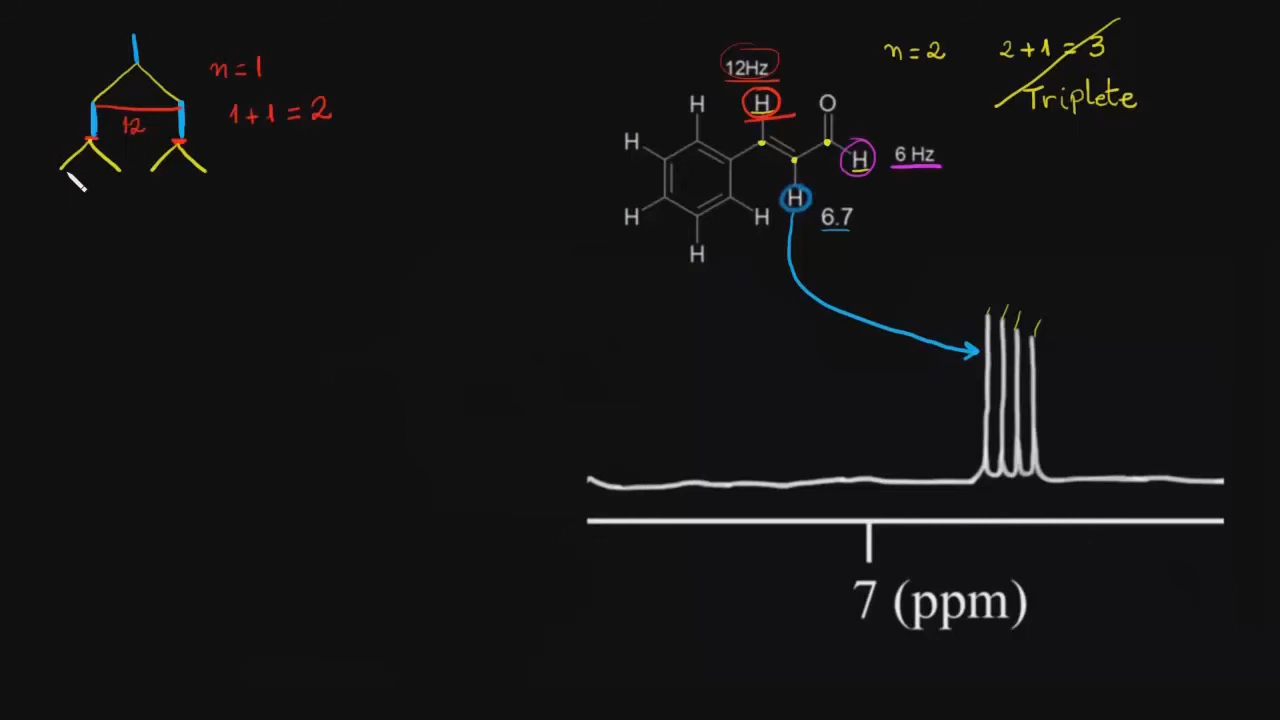 n=1
1+1=2
12
12Hz
n=2 2+1=3
Triplete
H H O
H H 6 Hz
H H H 6.7
H
7 (ppm)